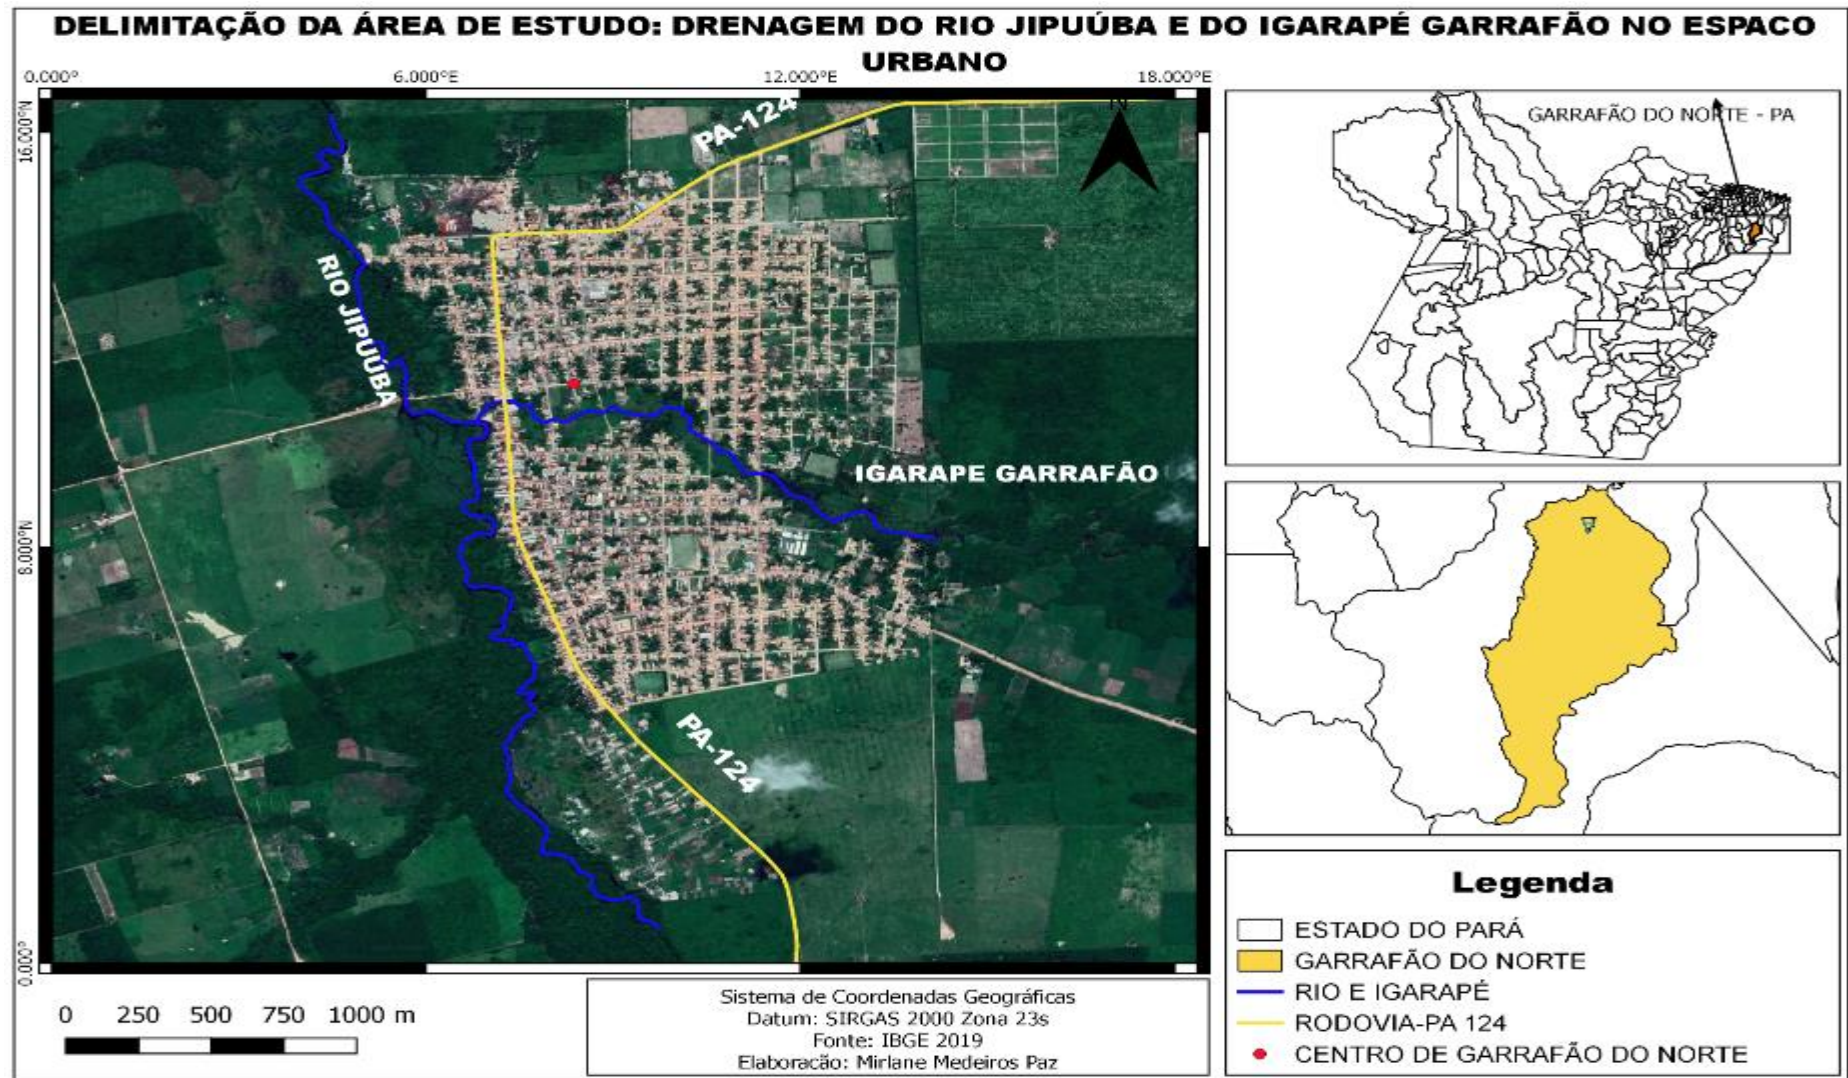 DELIMITAÇÃO DA ÁREA DE ESTUDO: DRENAGEM DO RIO JIPUÚBA E DO IGARAPÉ GARRAFÃO NO ESPACO
URBANO
0.000°
6.000°E
12.000°E
18.000°E
16.000°N
8.000°N
0.000°
N
PA-124
RIO JIPUÚBA
IGARAPE GARRAFÃO
PA-124
GARRAFÃO DO NORTE - PA
Legenda
ESTADO DO PARÁ
GARRAFÃO DO NORTE
RIO E IGARAPÉ
RODOVIA-PA 124
CENTRO DE GARRAFÃO DO NORTE
0 250 500 750 1000 m
Sistema de Coordenadas Geográficas
Datum: SIRGAS 2000 Zona 23s
Fonte: IBGE 2019
Elaboração: Mirlane Medeiros Paz